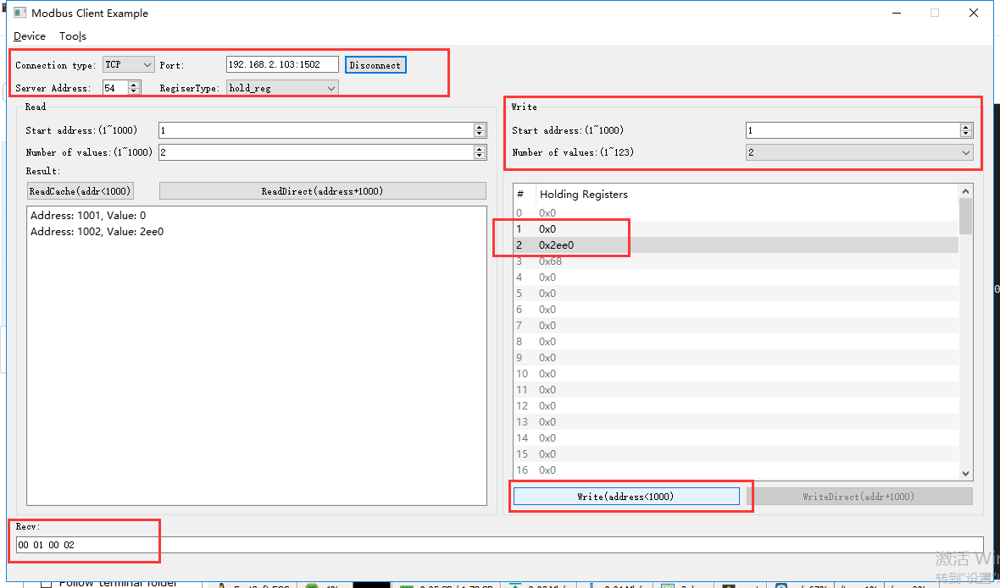 Modbus Client Example
Device Tools
Connection type: TCP Port: 192.168.2.103:1502 Disconnect
Server Address: 54 RegiserType: hold_reg
Read
Start address:(1~1000) 1
Number of values:(1~1000) 2
Result:
ReadCache(addr<1000) ReadDirect(address+1000)
Address: 1001, Value: 0
Address: 1002, Value: 2ee0
Write
Start address:(1~1000) 1
Number of values:(1~123) 2
# Holding Registers
0 0x0
1 0x0
2 0x2ee0
3 0x68
4 0x0
5 0x0
6 0x0
7 0x0
8 0x0
9 0x0
10 0x0
11 0x0
12 0x0
13 0x0
14 0x0
15 0x0
16 0x0
Write(address<1000) WriteDirect(addr+1000)
Recv:
00 01 00 02
激活 Win
转到"设置"
Follow terminal folder